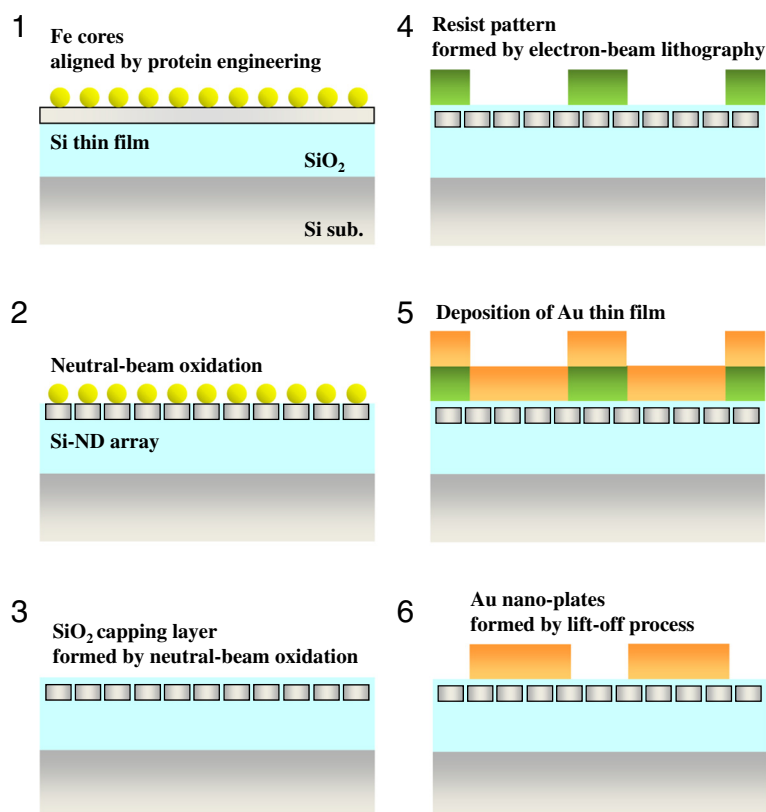 1
Fe cores
aligned by protein engineering
Si thin film
SiO₂
Si sub.
2
Neutral-beam oxidation
Si-ND array
3
SiO₂ capping layer
formed by neutral-beam oxidation
4
Resist pattern
formed by electron-beam lithography
5
Deposition of Au thin film
6
Au nano-plates
formed by lift-off process